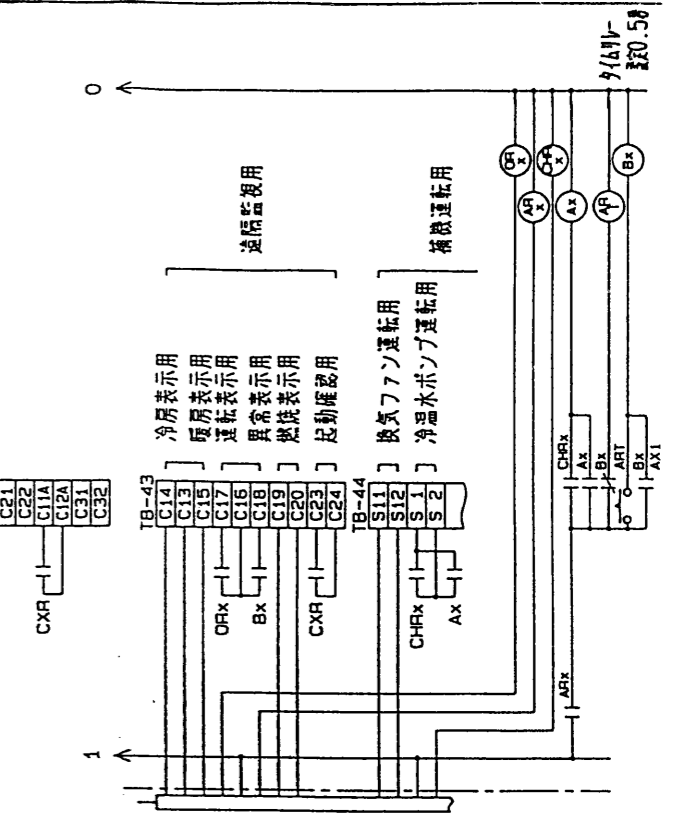 タイムリレー
設定0.5秒
0
遠隔監視用
補機運転用
冷房表示用
暖房表示用
運転表示用
異常表示用
燃焼表示用
起動確認用
換気ファン運転用
冷温水ポンプ運転用
C21
C22
C11A
C12A
C31
C32
CXR
TB-43
C14
C13
C15
C17
C16
C18
C19
C20
C23
C24
ORx
Bx
CXR
TB-44
S11
S12
S 1
S 2
CHRx
Ax
1
ARx
CHRx
Ax
Bx
ART
Bx
AX1
AR
x
Ax
Bx